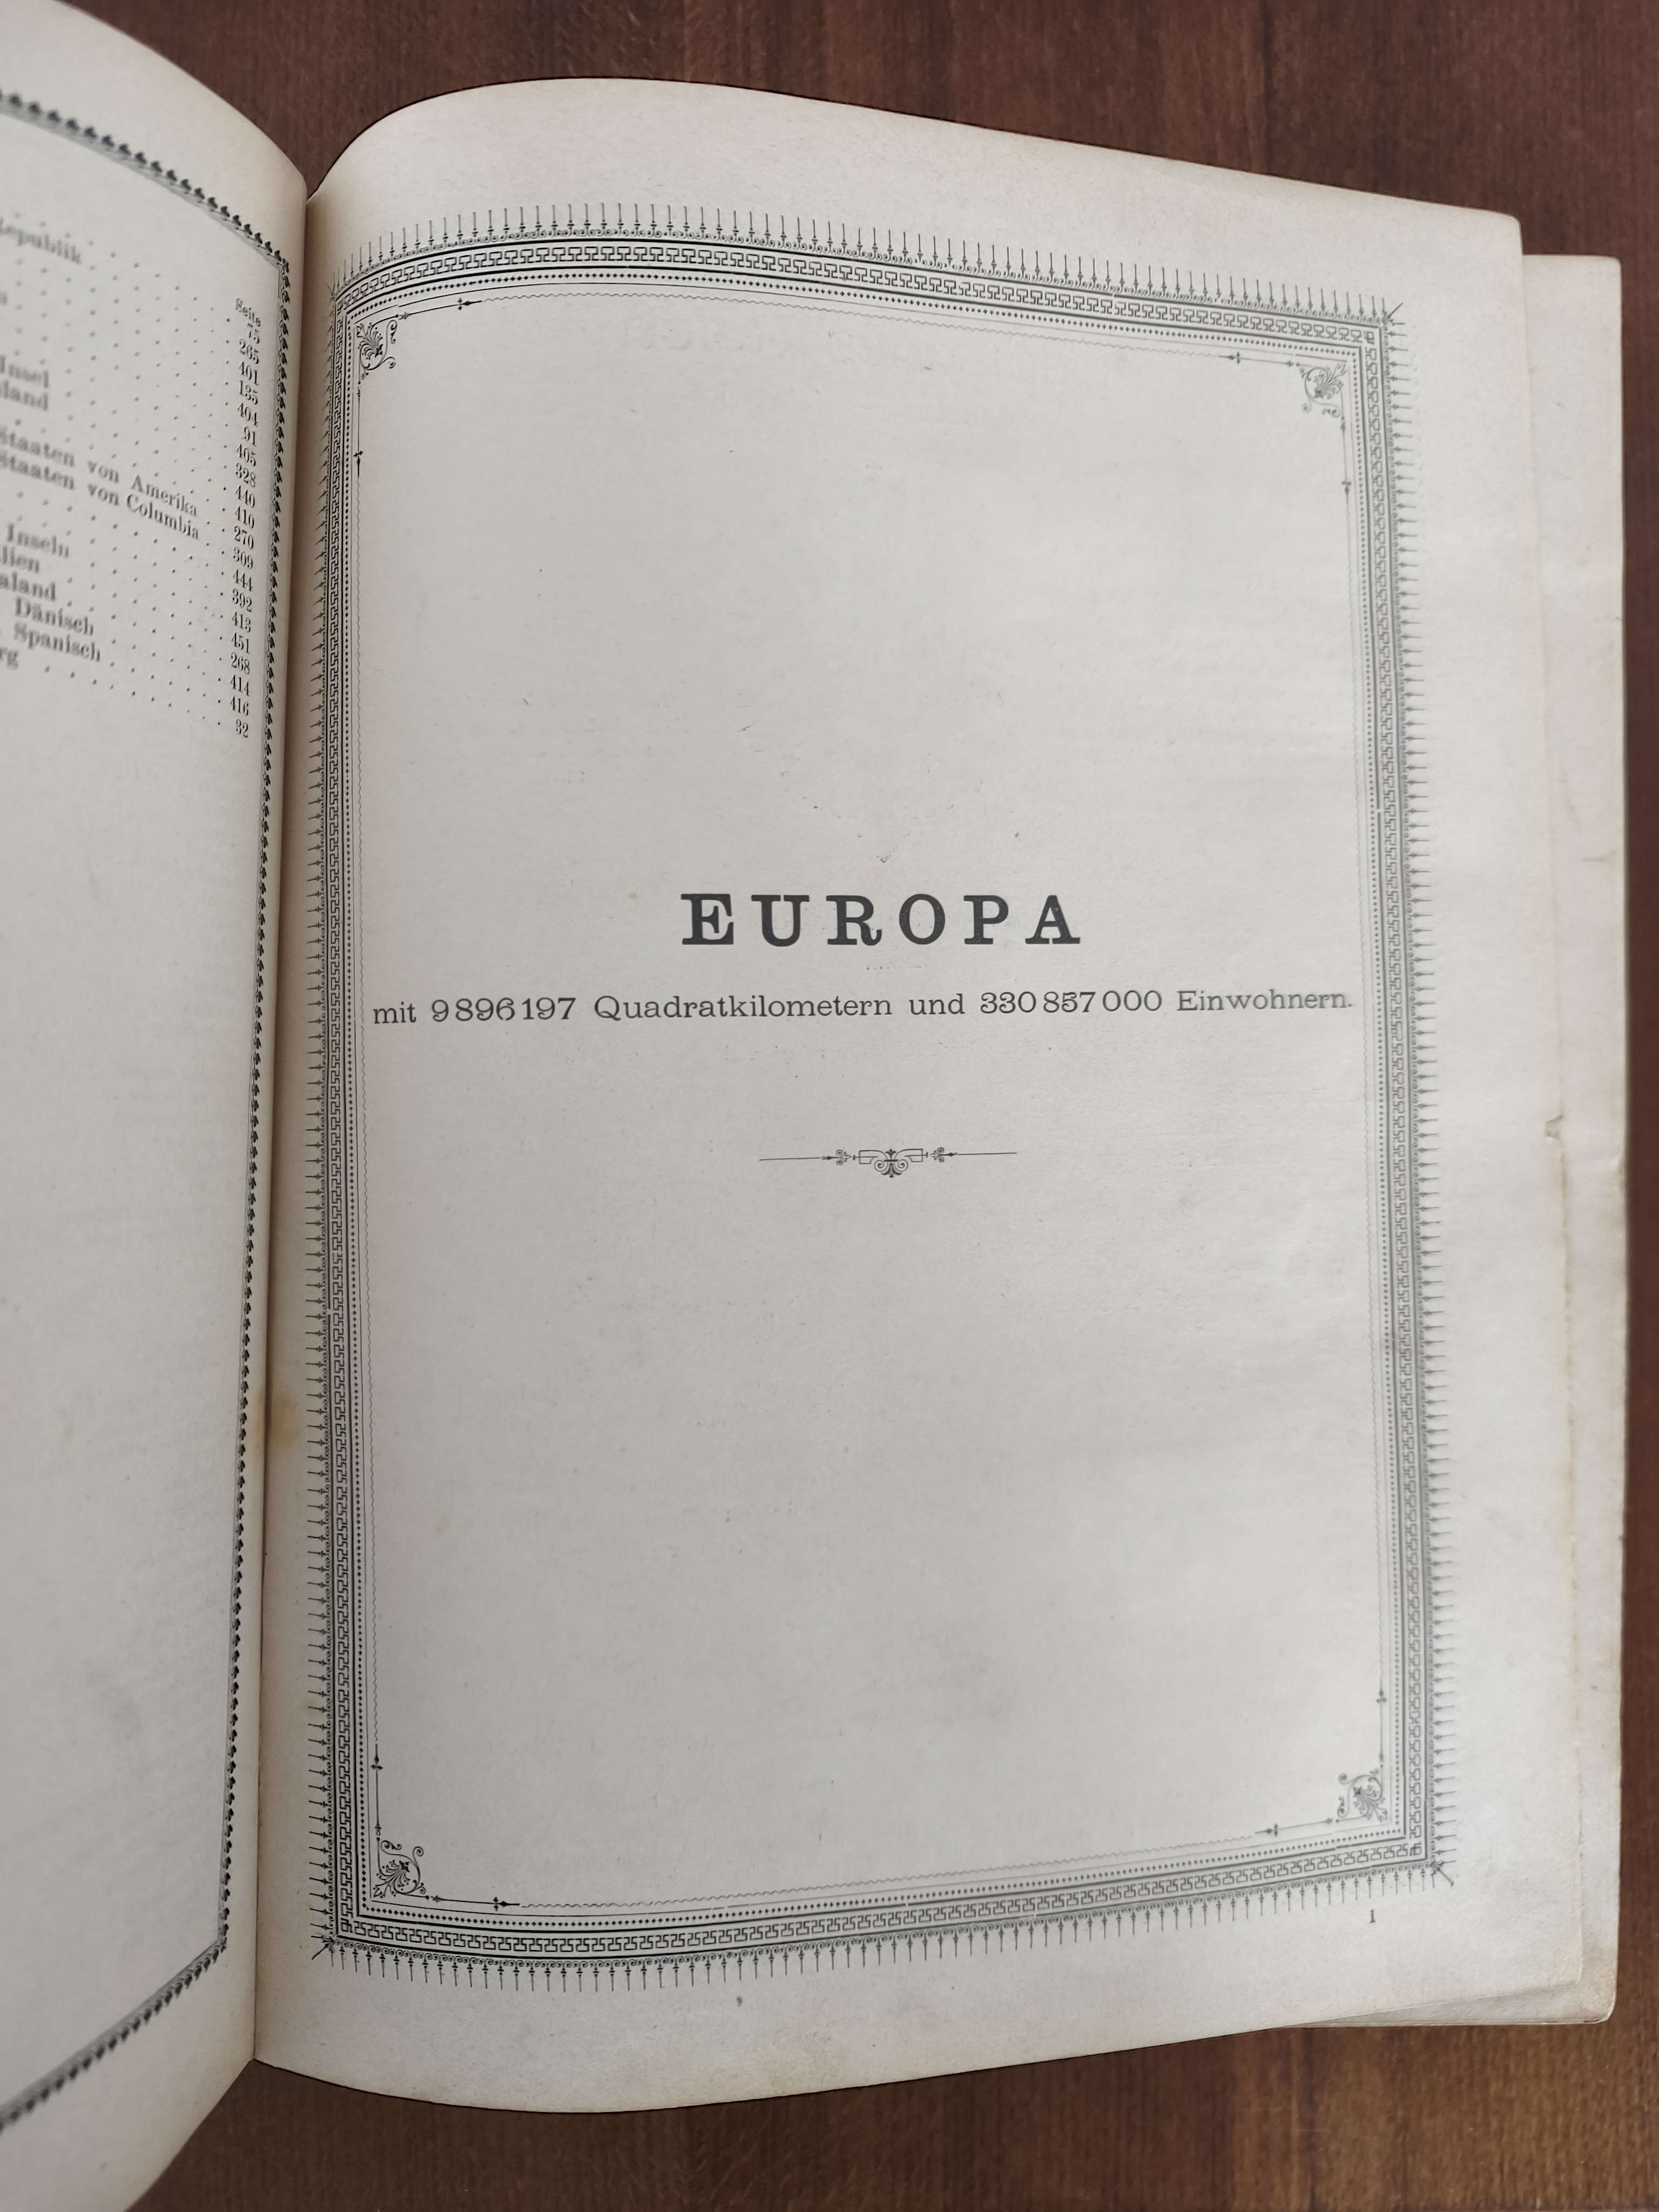 Seite
75
Republik . . . 265
401
135
404
91
Insel 405
328
440
410
Staaten von Amerika . . 270
Staaten von Columbia . . 309
444
392
Inseln 413
451
268
Dänisch 414
Spanisch 416
32
EUROPA
mit 9896197 Quadratkilometern und 330857000 Einwohnern.
1